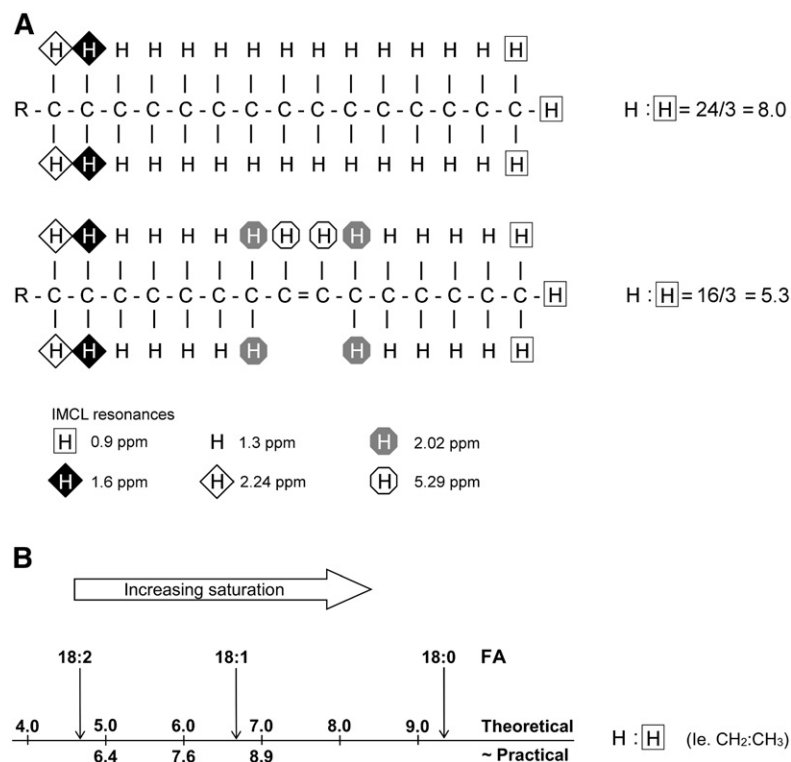 A
H H H H H H H H H H H H H H H
R - C - C - C - C - C - C - C - C - C - C - C - C - C - C - C - H H : H = 24/3 = 8.0
H H H H H H H H H H H H H H H
H H H H H H H H H H H H H H H
R - C - C - C - C - C - C - C - C = C - C - C - C - C - C - C - H H : H = 16/3 = 5.3
H H H H H H H H H H H H H
IMCL resonances
H 0.9 ppm H 1.3 ppm H 2.02 ppm
H 1.6 ppm H 2.24 ppm H 5.29 ppm
B
Increasing saturation
18:2 18:1 18:0 FA
4.0 5.0 6.0 7.0 8.0 9.0 Theoretical
6.4 7.6 8.9 ~ Practical
H : H (Ie. CH₂:CH₃)